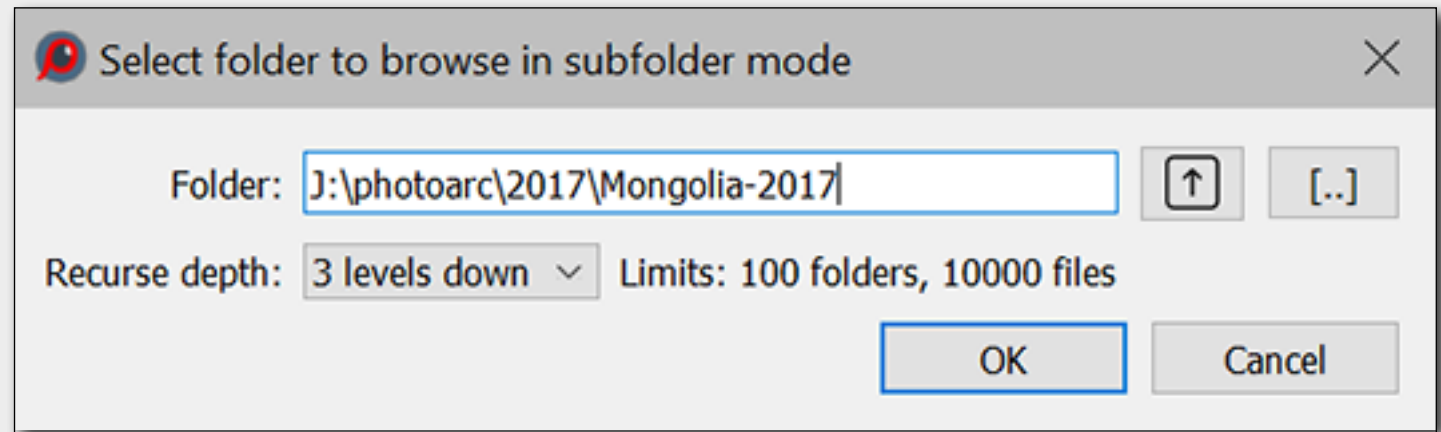 Select folder to browse in subfolder mode
Folder: J:\photoarc\2017\Mongolia-2017 [..]
Recurse depth: 3 levels down Limits: 100 folders, 10000 files
OK Cancel